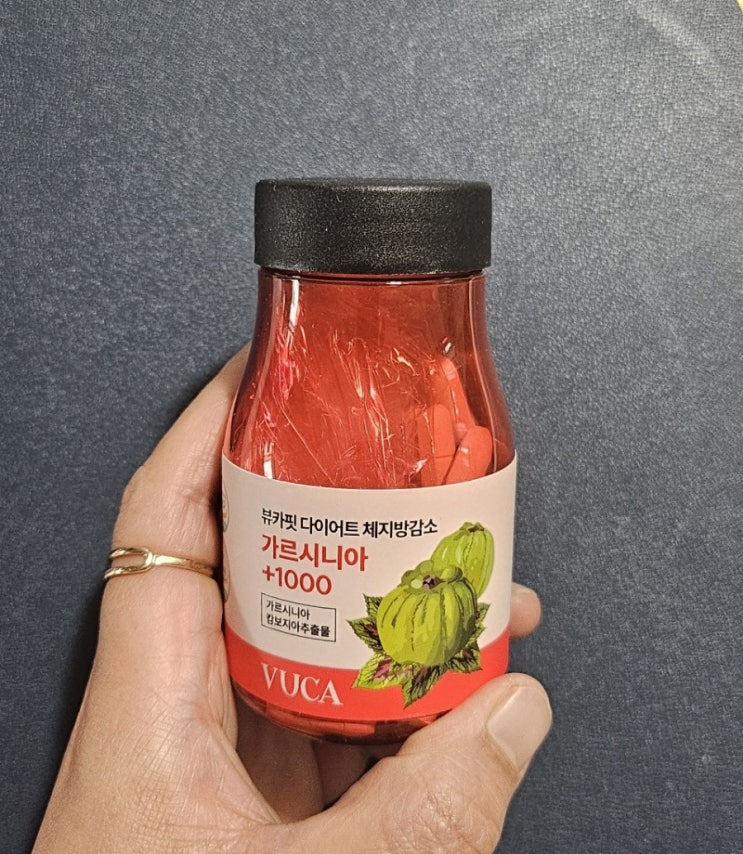 뷰카핏 다이어트 체지방감소
가르시니아
+1000
가르시니아
캄보지아추출물
VUCA